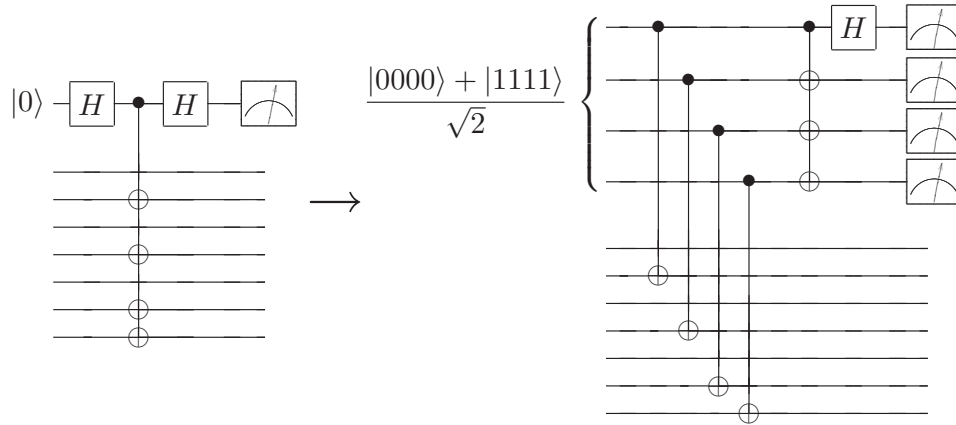 |0⟩ H H
|0000⟩ + |1111⟩
√2
H